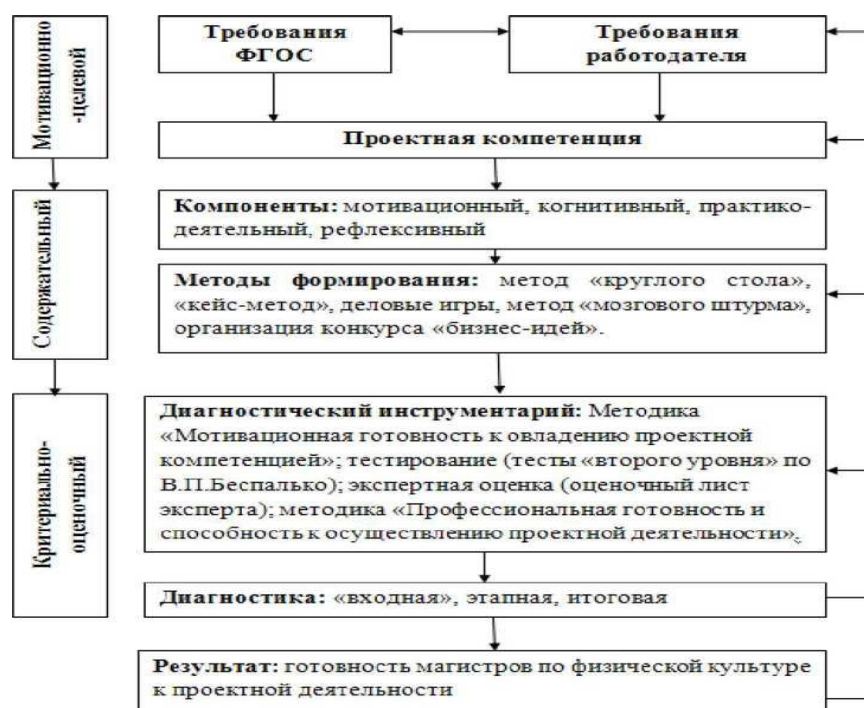 Мотивационно
-целевой
Требования
ФГОС
Требования
работодателя
Проектная компетенция
Содержательный
Компоненты: мотивационный, когнитивный, практико-
деятельный, рефлексивный
Методы формирования: метод «круглого стола»,
«кейс-метод», деловые игры, метод «мозгового штурма»,
организация конкурса «бизнес-идей».
Критериально-
оценочный
Диагностический инструментарий: Методика
«Мотивационная готовность к овладению проектной
компетенцией»; тестирование (тесты «второго уровня» по
В.П.Беспалько); экспертная оценка (оценочный лист
эксперта); методика «Профессиональная готовность и
способность к осуществлению проектной деятельности».
Диагностика: «входная», этапная, итоговая
Результат: готовность магистров по физической культуре
к проектной деятельности